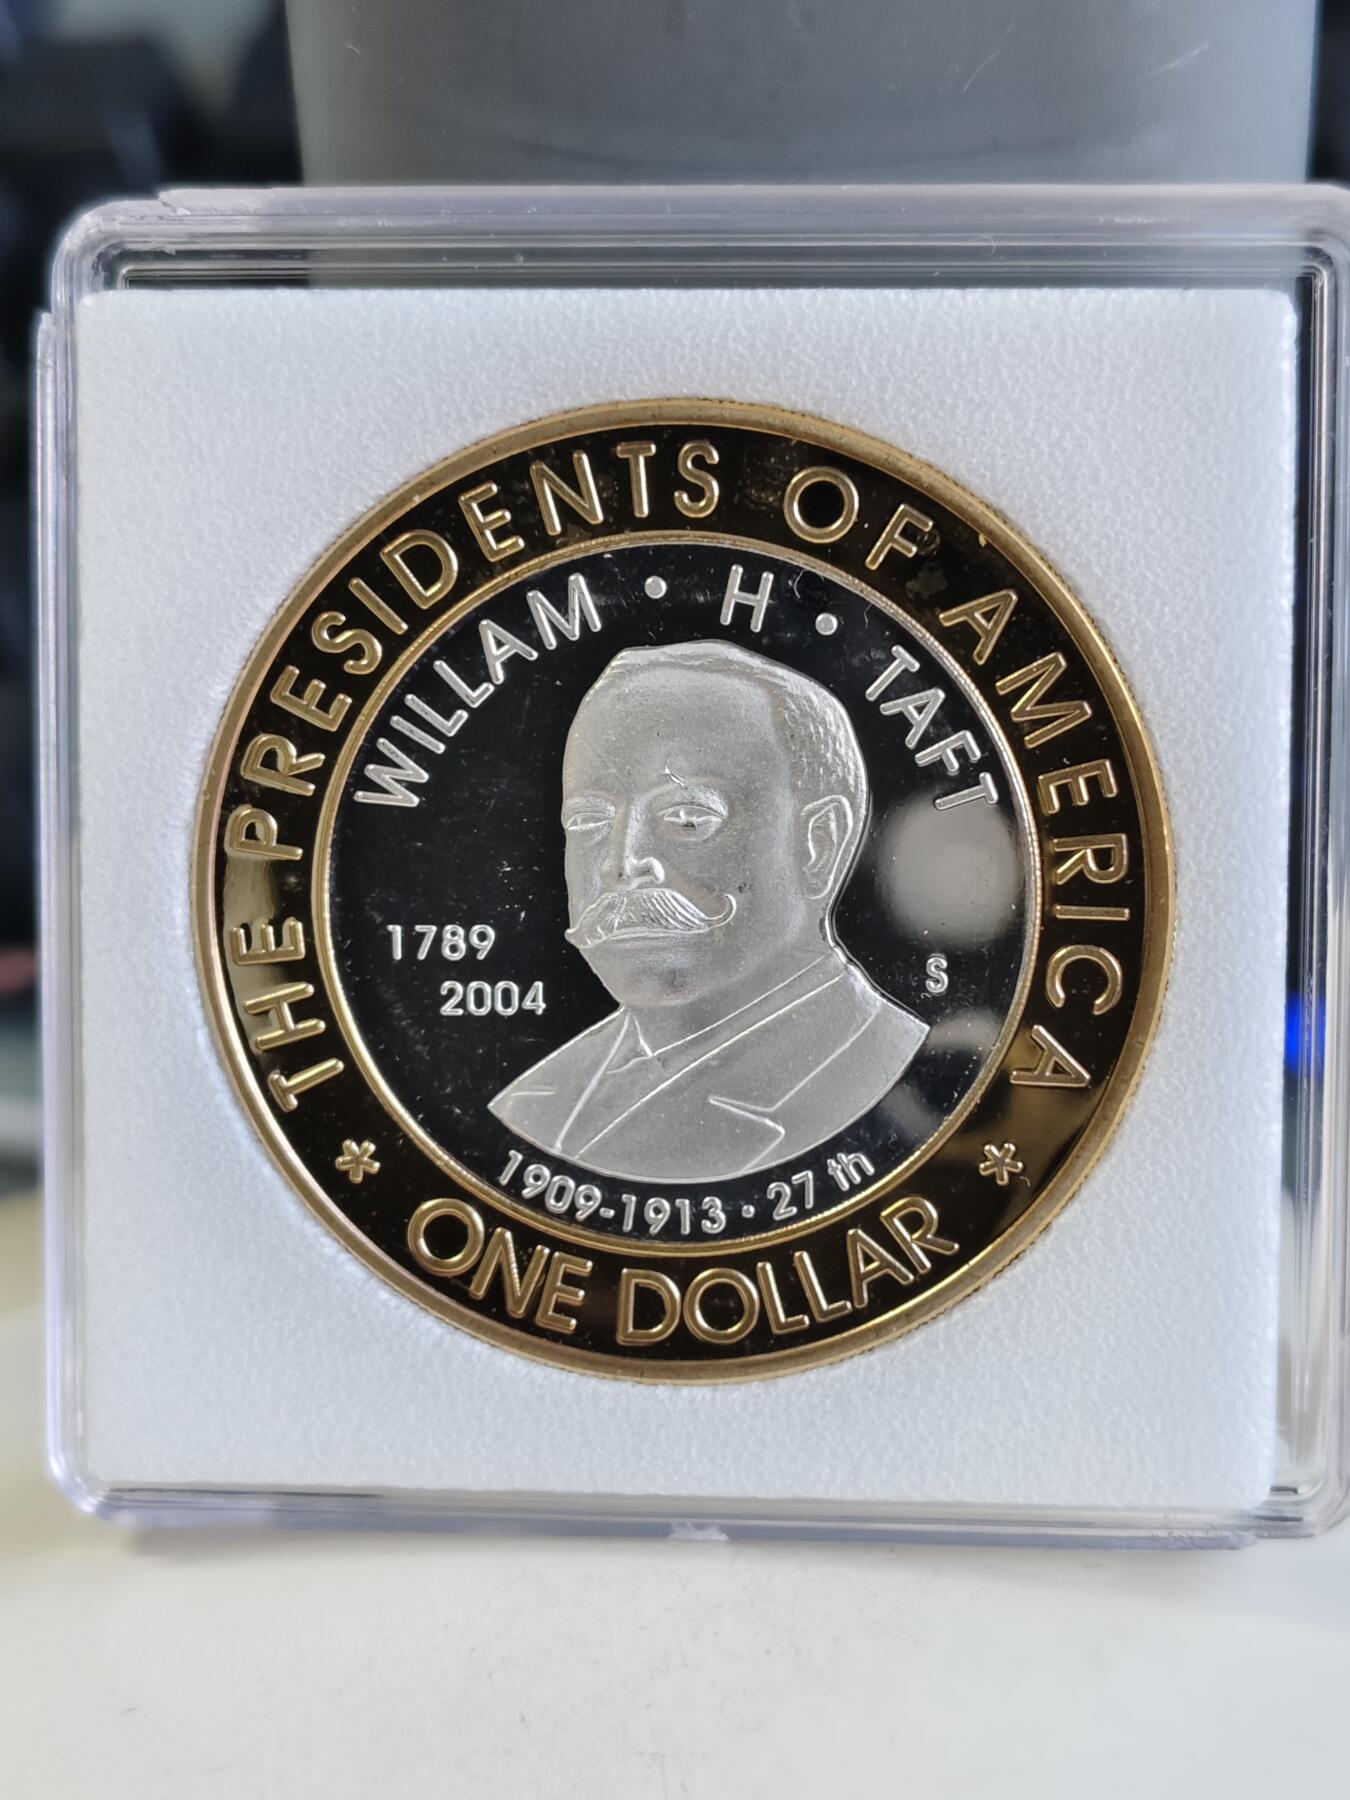 THE PRESIDENTS OF AMERICA
WILLAM • H • TAFT
1789
2004
S
1909-1913 • 27 th
* ONE DOLLAR *